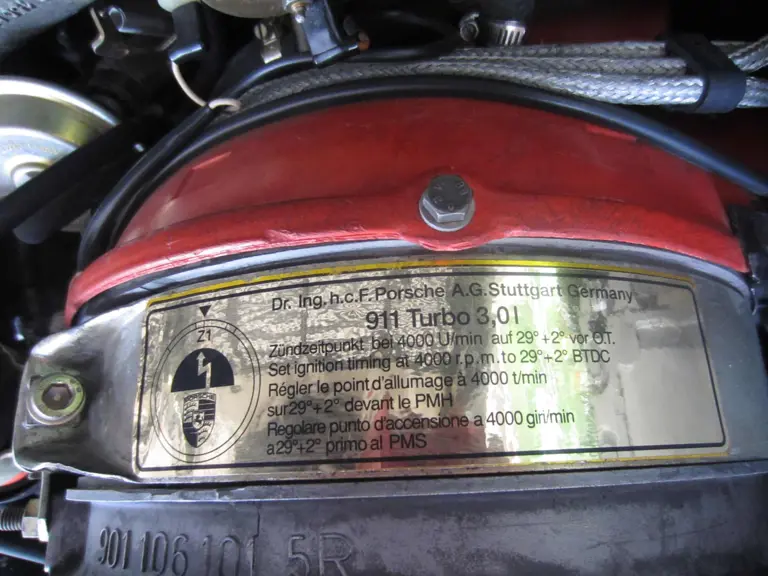 Dr. Ing. h.c. F. Porsche A.G. Stuttgart Germany
911 Turbo 3,0 l
Z1
Zündzeitpunkt bei 4000 U/min auf 29°+2° vor O.T.
Set ignition timing at 4000 r.p.m. to 29°+2° BTDC
Régler le point d'allumage à 4000 t/min
sur 29°+2° devant le PMH
Regolare punto d'accensione a 4000 giri/min
a 29°+2° primo al PMS
901 106 101 5R